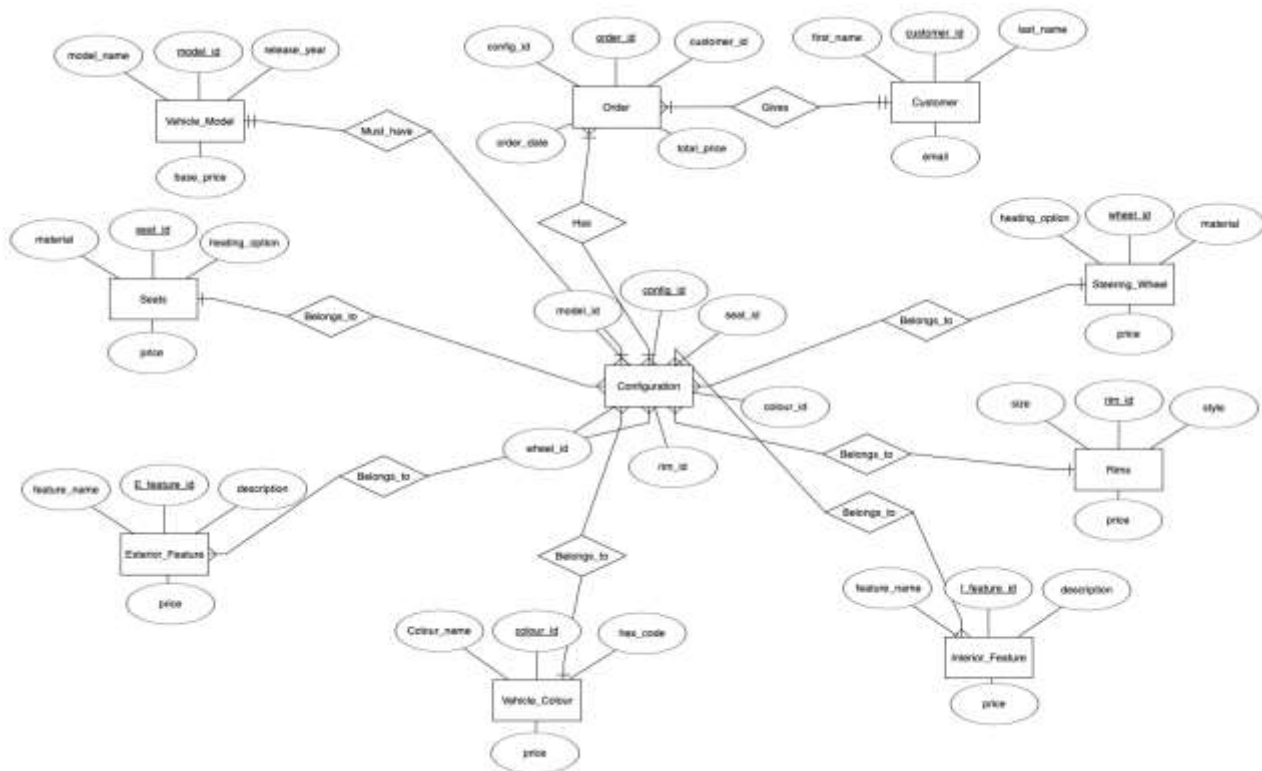 model_name
model_id
release_year
Vehicle_Model
base_price
Must_have
config_id
order_id
customer_id
Order
order_date
total_price
Gives
first_name
customer_id
last_name
Customer
email
Has
material
seat_id
heating_option
Seats
price
Belongs_to
heating_option
wheel_id
material
Steering_Wheel
price
Belongs_to
model_id
config_id
seat_id
Configuration
colour_id
wheel_id
rim_id
size
rim_id
style
Rims
price
Belongs_to
feature_name
E_feature_id
description
Exterior_Feature
price
Belongs_to
Belongs_to
feature_name
I_feature_id
description
Interior_Feature
price
Belongs_to
Colour_name
colour_id
hex_code
Vehicle_Colour
price